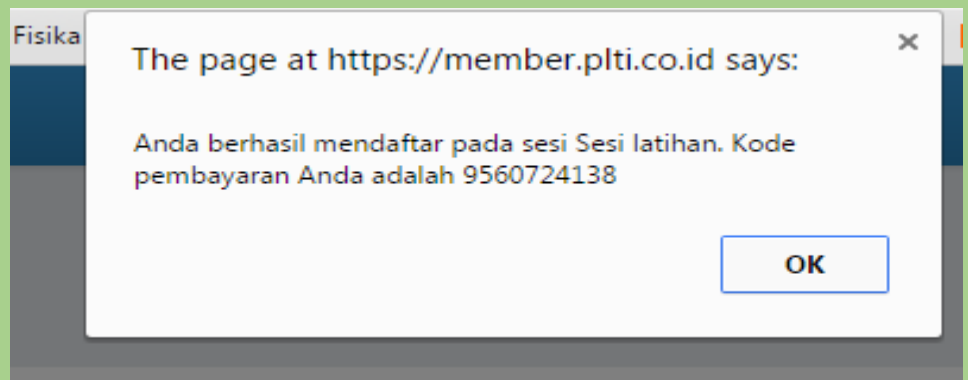 Fisika
The page at https://member.plti.co.id says:
Anda berhasil mendaftar pada sesi Sesi latihan. Kode
pembayaran Anda adalah 9560724138
OK